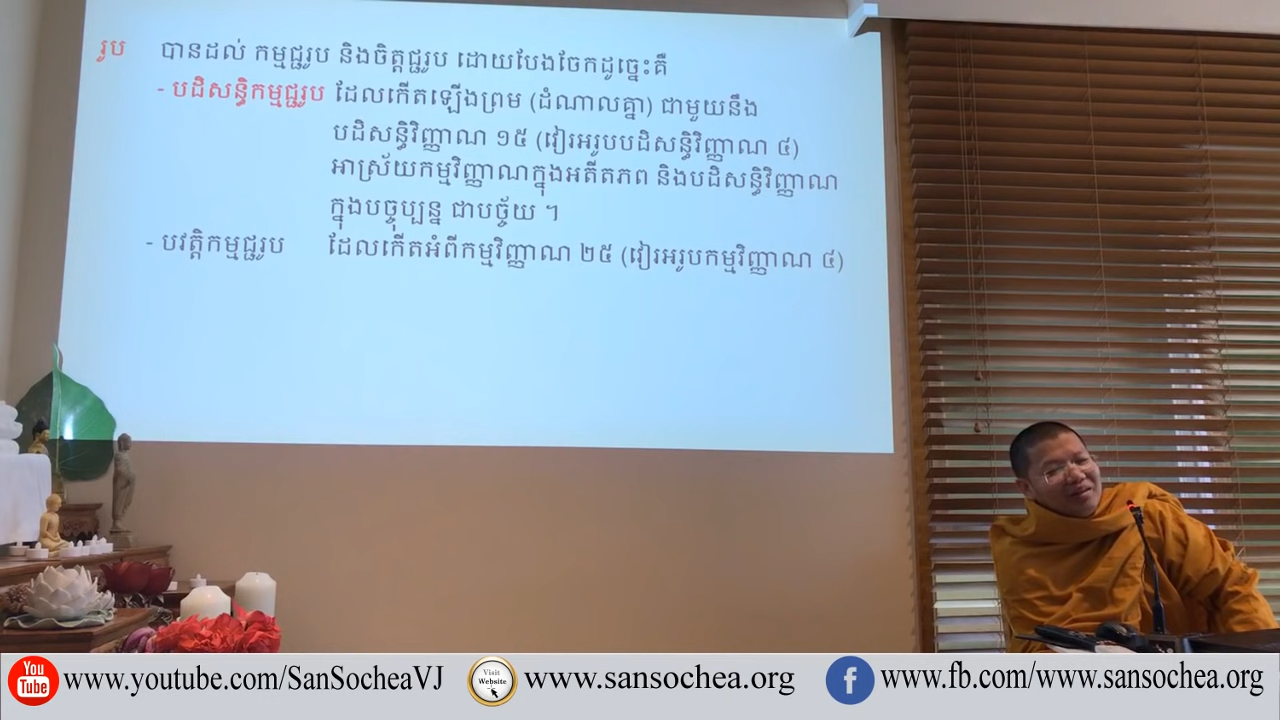 រូប បានដល់ កម្មជ្ជរូប និងចិត្តជ្ជរូប ដោយបែងចែកដូច្នេះគឺ
- បដិសន្ធិកម្មជ្ជរូប ដែលកើតឡើងព្រម (ដំណាលគ្នា) ជាមួយនឹង
បដិសន្ធិវិញ្ញាណ ១៥ (វៀរអរូបបដិសន្ធិវិញ្ញាណ ៤)
អាស្រ័យកម្មវិញ្ញាណក្នុងអតីតភព និងបដិសន្ធិវិញ្ញាណ
ក្នុងបច្ចុប្បន្ន ជាបច្ច័យ ។
- បវត្តិកម្មជ្ជរូប ដែលកើតអំពីកម្មវិញ្ញាណ ២៥ (វៀរអរូបកម្មវិញ្ញាណ ៤)
You Tube www.youtube.com/SanSocheaVJ Visit Website www.sansochea.org f www.fb.com/www.sansochea.org